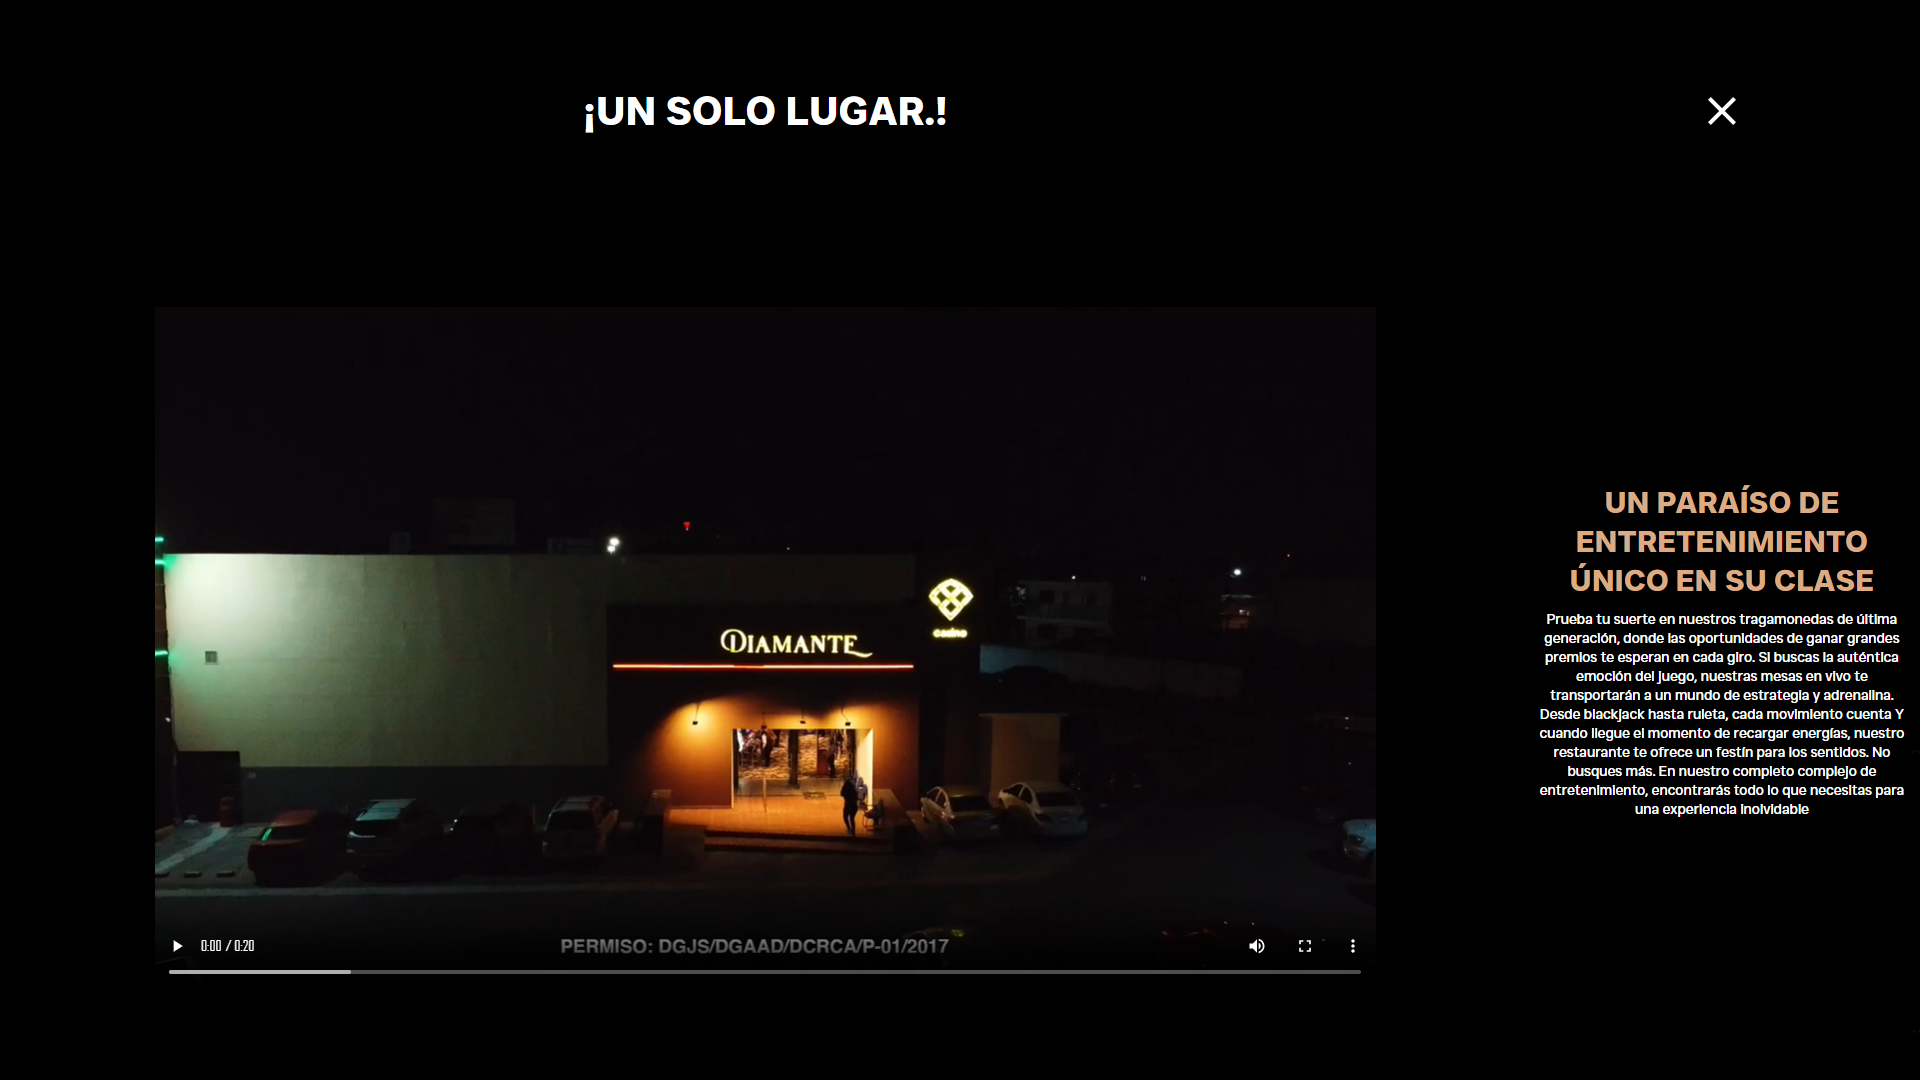 ¡UN SOLO LUGAR.!
DIAMANTE
casino
0:00 / 0:20
PERMISO: DGJS/DGAAD/DCRCA/P-01/2017
UN PARAÍSO DE
ENTRETENIMIENTO
ÚNICO EN SU CLASE
Prueba tu suerte en nuestros tragamonedas de última
generación, donde las oportunidades de ganar grandes
premios te esperan en cada giro. Si buscas la auténtica
emoción del juego, nuestras mesas en vivo te
transportarán a un mundo de estrategia y adrenalina.
Desde blackjack hasta ruleta, cada movimiento cuenta Y
cuando llegue el momento de recargar energías, nuestro
restaurante te ofrece un festín para los sentidos. No
busques más. En nuestro completo complejo de
entretenimiento, encontrarás todo lo que necesitas para
una experiencia inolvidable